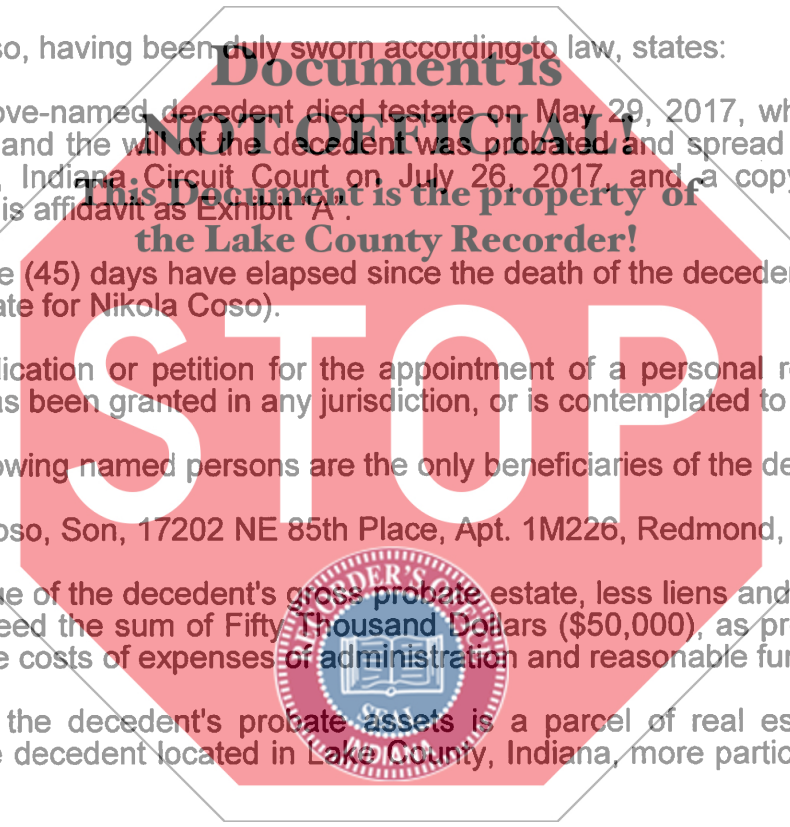 so, having been duly sworn according to law, states:
Document is
ve-named decedent died testate on May 29, 2017, wh
NOT OFFICIAL!
and the will of the decedent was probated and spread
, Indiana Circuit Court on July 26, 2017, and a copy
This Document is the property of
is affidavit as Exhibit "A".
the Lake County Recorder!
e (45) days have elapsed since the death of the deceden
ate for Nikola Coso).
STOP
lication or petition for the appointment of a personal r
as been granted in any jurisdiction, or is contemplated to
owing named persons are the only beneficiaries of the de
oso, Son, 17202 NE 85th Place, Apt. 1M226, Redmond,
ue of the decedent's gross probate estate, less liens and
RECORDER'S OFFICE
eed the sum of Fifty Thousand Dollars ($50,000), as pr
e costs of expenses of administration and reasonable fur
SEAL
the decedent's probate assets is a parcel of real es
INDIANA
e decedent located in Lake County, Indiana, more partic